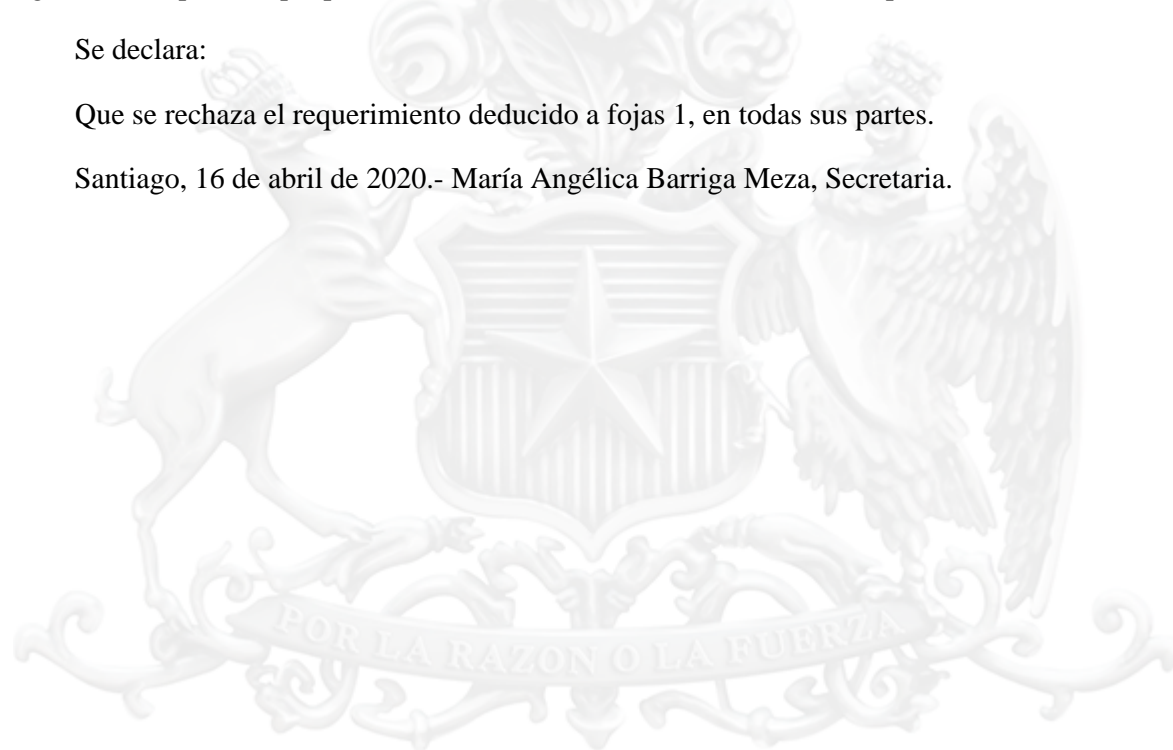 Se declara:
Que se rechaza el requerimiento deducido a fojas 1, en todas sus partes.
Santiago, 16 de abril de 2020.- María Angélica Barriga Meza, Secretaria.
POR LA RAZON O LA FUERZA